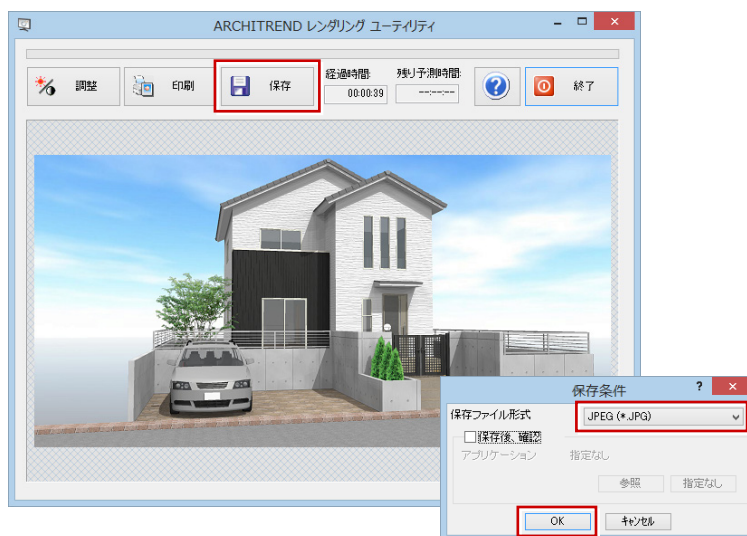 ARCHITREND レンダリング ユーティリティ
調整
印刷
保存
経過時間:
00:00:39
残り予測時間:
--:--:--
?
終了
保存条件
?
保存ファイル形式
JPEG (*.JPG)
保存後、確認
アプリケーション
指定なし
参照
指定なし
OK
キャンセル